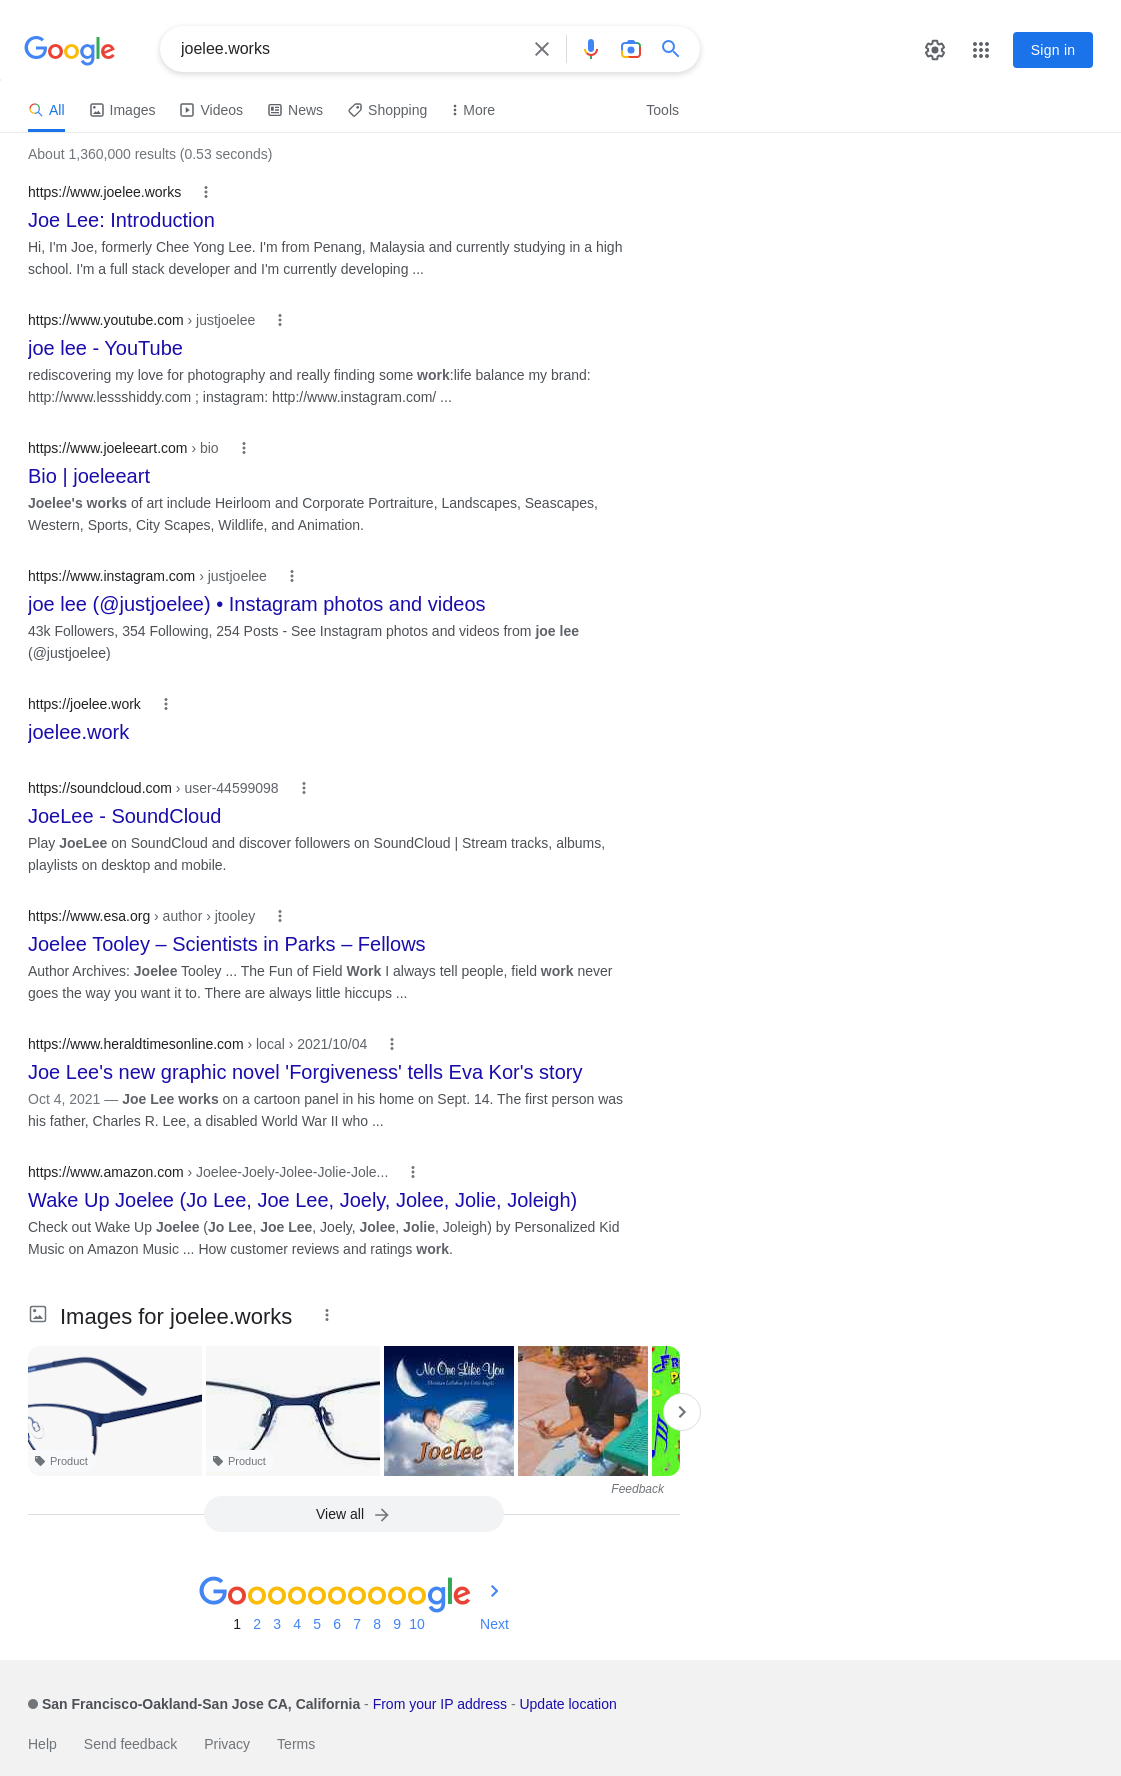 Google
joelee.works
Sign in
All Images Videos News Shopping More Tools
About 1,360,000 results (0.53 seconds)
https://www.joelee.works
Joe Lee: Introduction
Hi, I'm Joe, formerly Chee Yong Lee. I'm from Penang, Malaysia and currently studying in a high
school. I'm a full stack developer and I'm currently developing ...
https://www.youtube.com › justjoelee
joe lee - YouTube
rediscovering my love for photography and really finding some work:life balance my brand:
http://www.lessshiddy.com ; instagram: http://www.instagram.com/ ...
https://www.joeleeart.com › bio
Bio | joeleeart
Joelee's works of art include Heirloom and Corporate Portraiture, Landscapes, Seascapes,
Western, Sports, City Scapes, Wildlife, and Animation.
https://www.instagram.com › justjoelee
joe lee (@justjoelee) • Instagram photos and videos
43k Followers, 354 Following, 254 Posts - See Instagram photos and videos from joe lee
(@justjoelee)
https://joelee.work
joelee.work
https://soundcloud.com › user-44599098
JoeLee - SoundCloud
Play JoeLee on SoundCloud and discover followers on SoundCloud | Stream tracks, albums,
playlists on desktop and mobile.
https://www.esa.org › author › jtooley
Joelee Tooley – Scientists in Parks – Fellows
Author Archives: Joelee Tooley ... The Fun of Field Work I always tell people, field work never
goes the way you want it to. There are always little hiccups ...
https://www.heraldtimesonline.com › local › 2021/10/04
Joe Lee's new graphic novel 'Forgiveness' tells Eva Kor's story
Oct 4, 2021 — Joe Lee works on a cartoon panel in his home on Sept. 14. The first person was
his father, Charles R. Lee, a disabled World War II who ...
https://www.amazon.com › Joelee-Joely-Jolee-Jolie-Jole...
Wake Up Joelee (Jo Lee, Joe Lee, Joely, Jolee, Jolie, Joleigh)
Check out Wake Up Joelee (Jo Lee, Joe Lee, Joely, Jolee, Jolie, Joleigh) by Personalized Kid
Music on Amazon Music ... How customer reviews and ratings work.
Images for joelee.works
No One Like You
Christian Lullabies for Little Angels
Joelee
Product
Product
Feedback
View all
Goooooooooogle
1 2 3 4 5 6 7 8 9 10 Next
San Francisco-Oakland-San Jose CA, California - From your IP address - Update location
Help Send feedback Privacy Terms